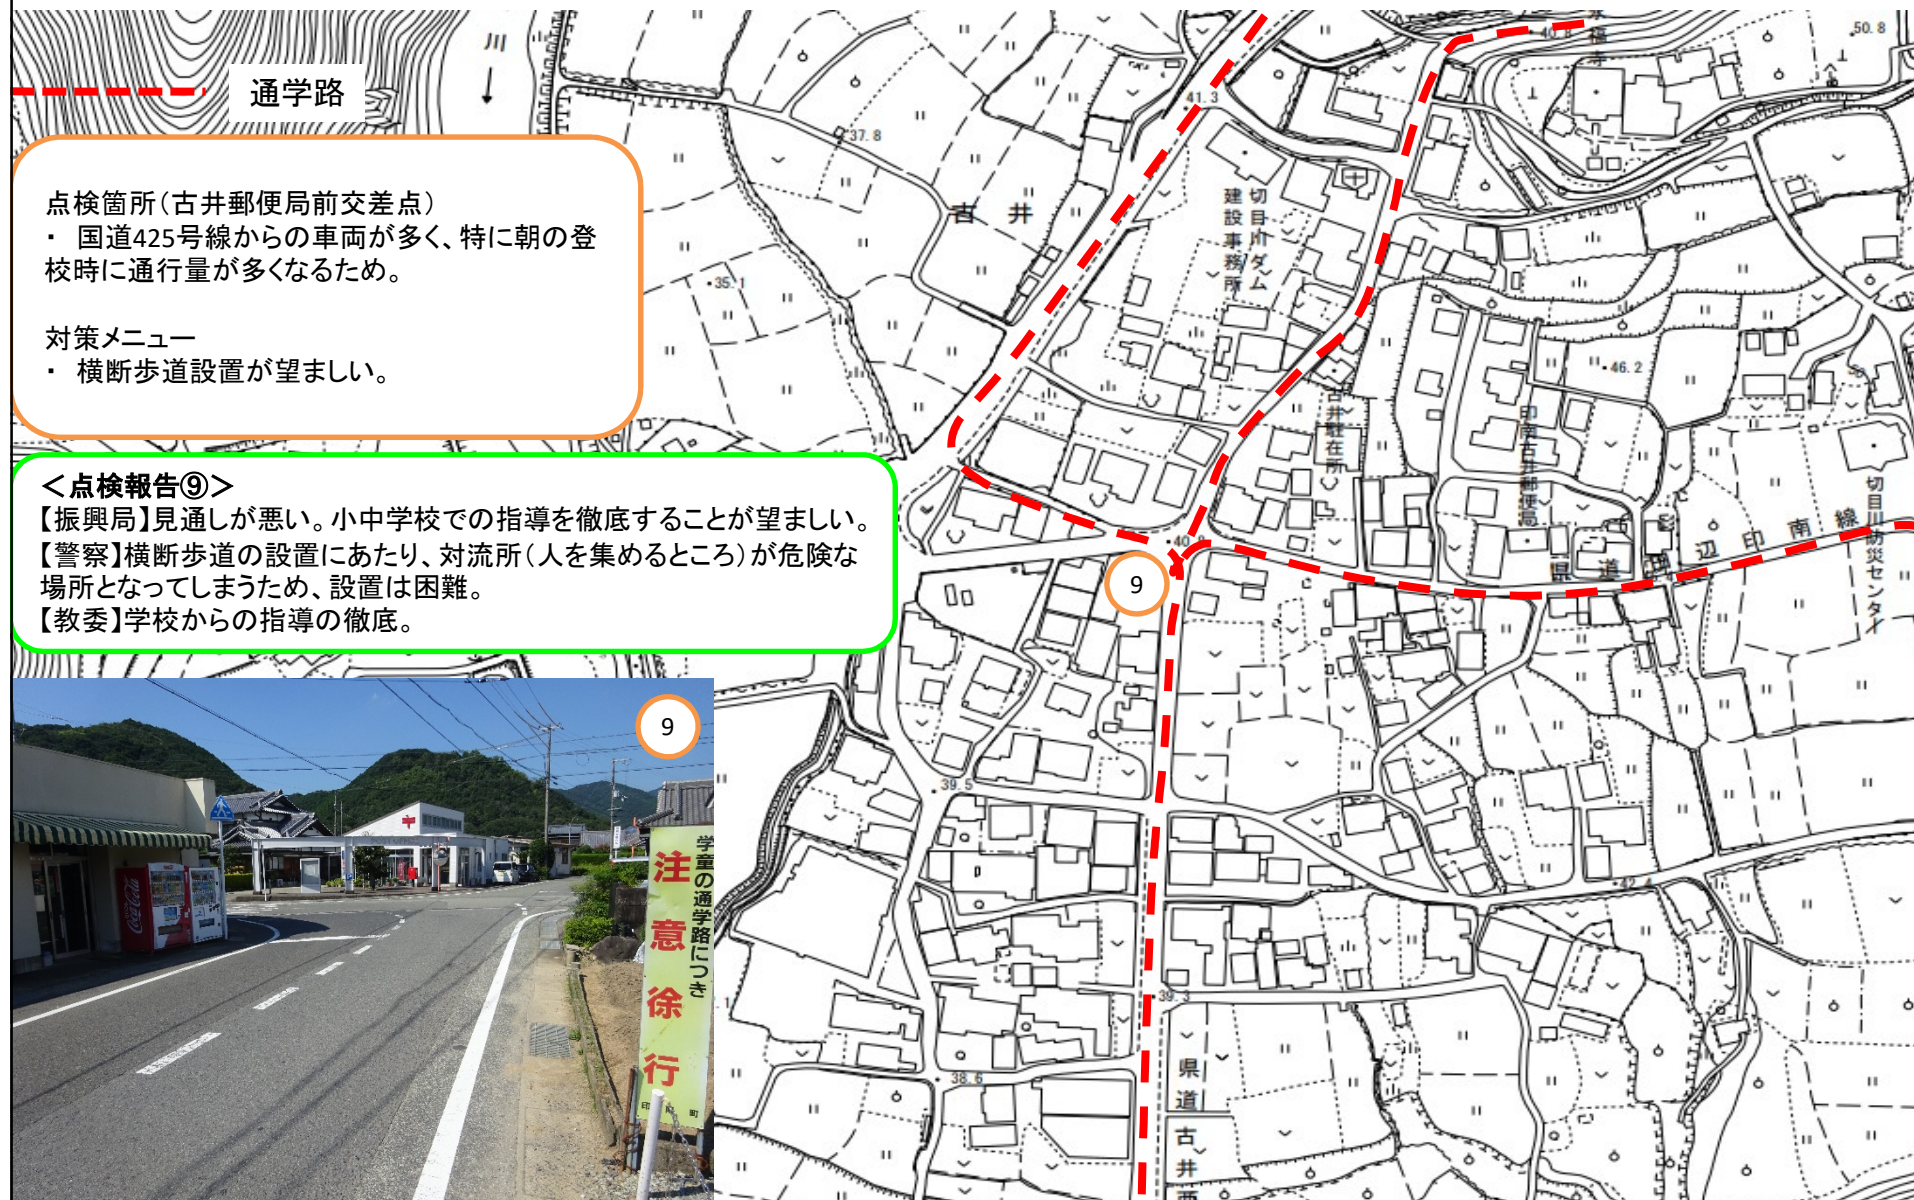 通学路
点検箇所（古井郵便局前交差点）
・ 国道425号線からの車両が多く、特に朝の登
校時に通行量が多くなるため。
対策メニュー
・ 横断歩道設置が望ましい。
＜点検報告⑨＞
【振興局】見通しが悪い。小中学校での指導を徹底することが望ましい。
【警察】横断歩道の設置にあたり、対流所（人を集めるところ）が危険な
場所となってしまうため、設置は困難。
【教委】学校からの指導の徹底。
川
古井
37.8
35.1
41.3
40.8
50.8
切目川ダム
建設事務所
古井駐在所
印南古井郵便局
46.2
切目川防災センター
県道
辺印南線
9
39.5
42.4
39.3
38.6
県道
古井
9
学童の通学路につき
注意徐行
Coca-Cola